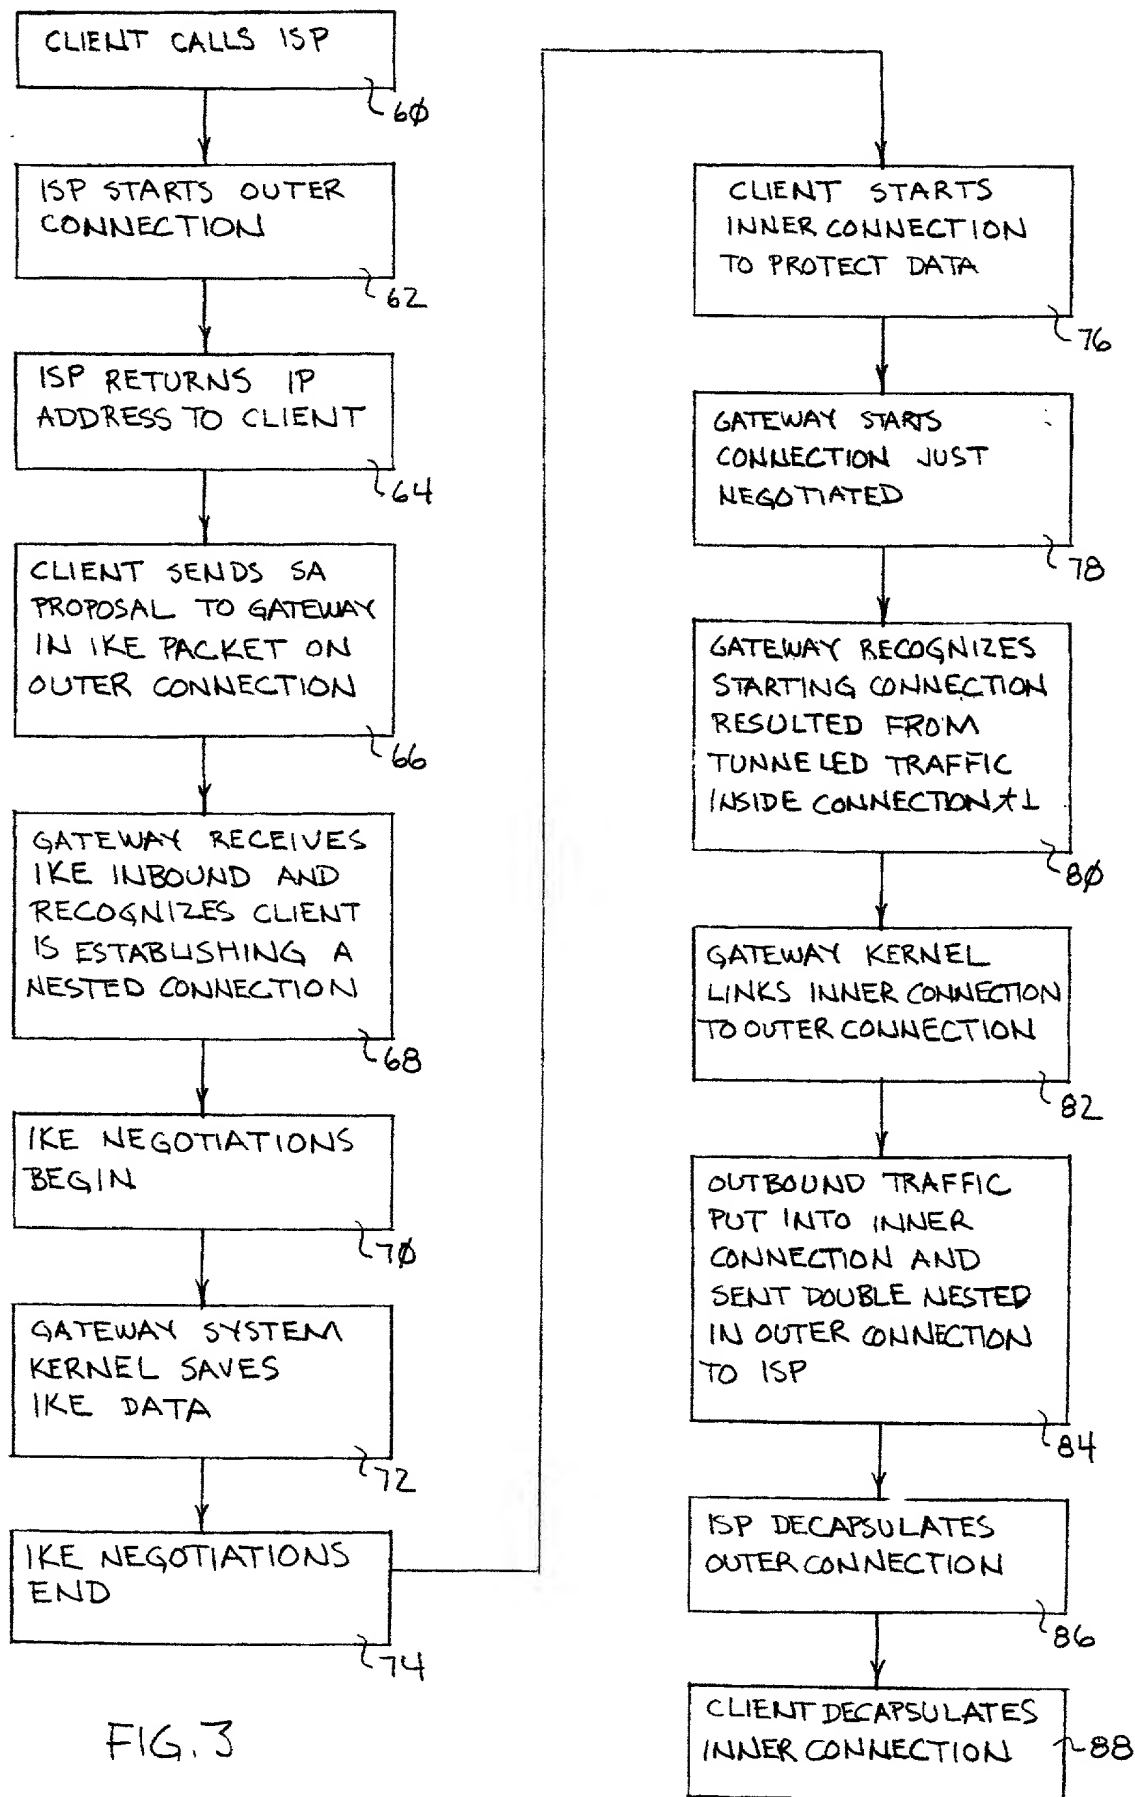 CLIENT CALLS ISP
60
ISP STARTS OUTER
CONNECTION
62
ISP RETURNS IP
ADDRESS TO CLIENT
64
CLIENT SENDS SA
PROPOSAL TO GATEWAY
IN IKE PACKET ON
OUTER CONNECTION
66
GATEWAY RECEIVES
IKE INBOUND AND
RECOGNIZES CLIENT
IS ESTABLISHING A
NESTED CONNECTION
68
IKE NEGOTIATIONS
BEGIN
70
GATEWAY SYSTEM
KERNEL SAVES
IKE DATA
72
IKE NEGOTIATIONS
END
74
CLIENT STARTS
INNER CONNECTION
TO PROTECT DATA
76
GATEWAY STARTS
CONNECTION JUST
NEGOTIATED
78
GATEWAY RECOGNIZES
STARTING CONNECTION
RESULTED FROM
TUNNELED TRAFFIC
INSIDE CONNECTION
80
GATEWAY KERNEL
LINKS INNER CONNECTION
TO OUTER CONNECTION
82
OUTBOUND TRAFFIC
PUT INTO INNER
CONNECTION AND
SENT DOUBLE NESTED
IN OUTER CONNECTION
TO ISP
84
ISP DECAPSULATES
OUTER CONNECTION
86
CLIENT DECAPSULATES
INNER CONNECTION
88
FIG. 3